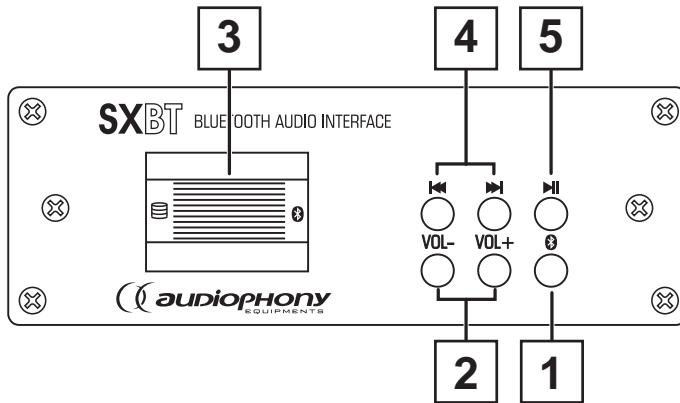 3 4 5
SXBT BLUETOOTH AUDIO INTERFACE
VOL- VOL+
audiophony
EQUIPMENTS
2 1